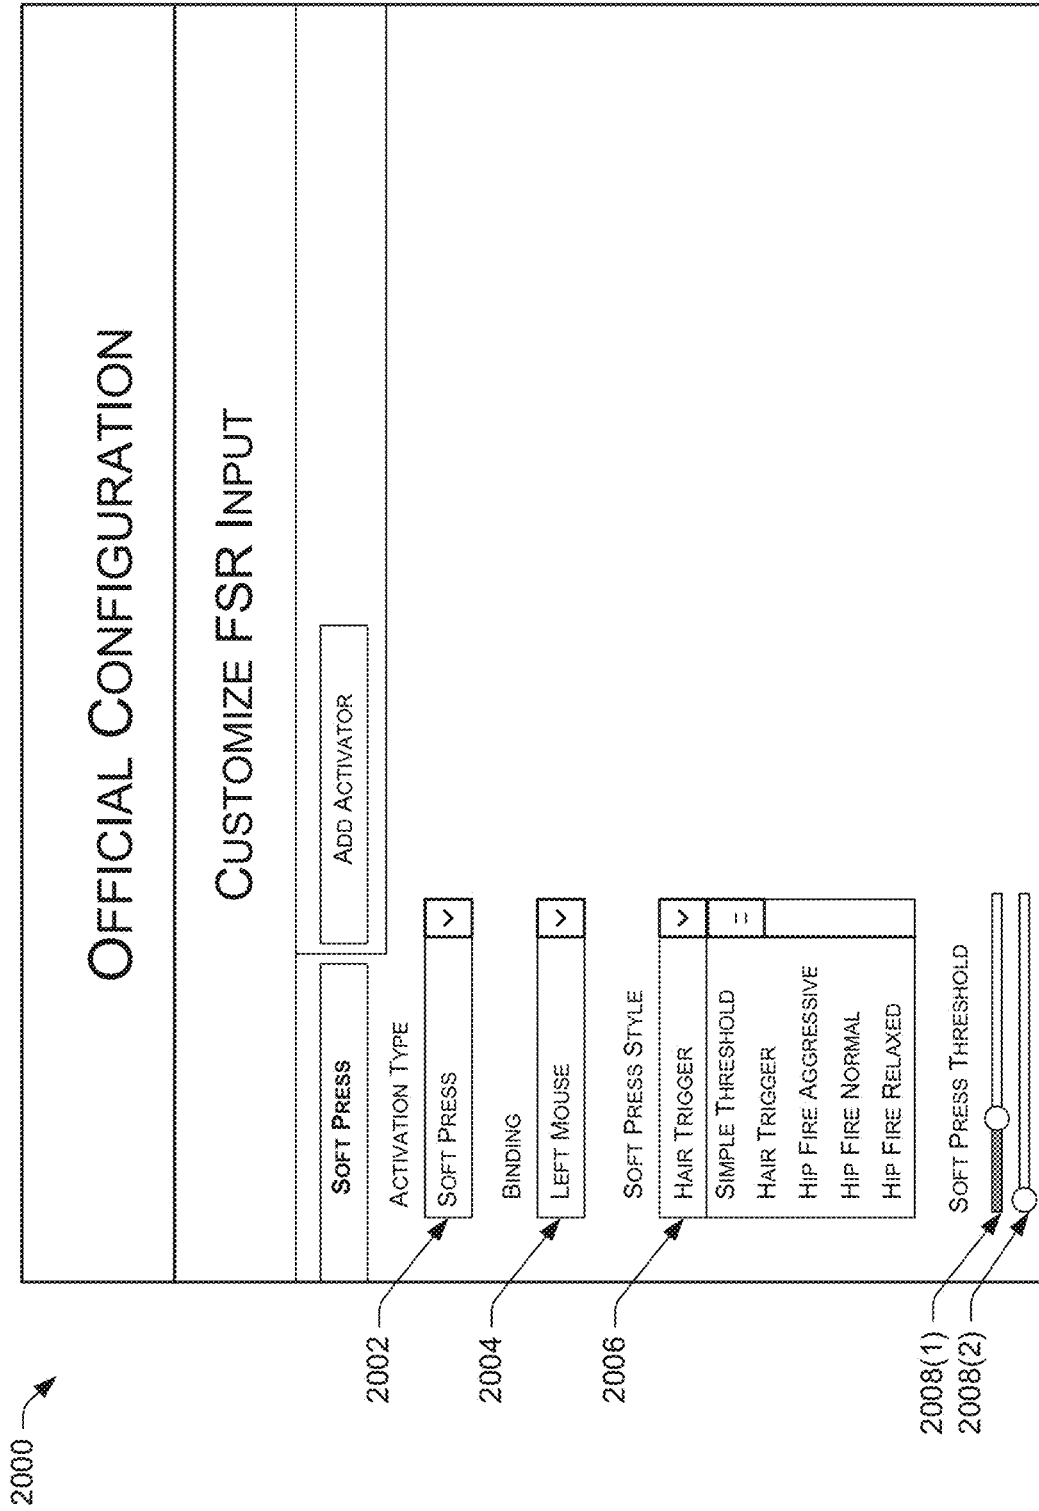 2000
OFFICIAL CONFIGURATION
CUSTOMIZE FSR INPUT
SOFT PRESS
ADD ACTIVATOR
ACTIVATION TYPE
2002
SOFT PRESS
BINDING
2004
LEFT MOUSE
SOFT PRESS STYLE
2006
HAIR TRIGGER
SIMPLE THRESHOLD
HAIR TRIGGER
HIP FIRE AGGRESSIVE
HIP FIRE NORMAL
HIP FIRE RELAXED
SOFT PRESS THRESHOLD
2008(1)
2008(2)